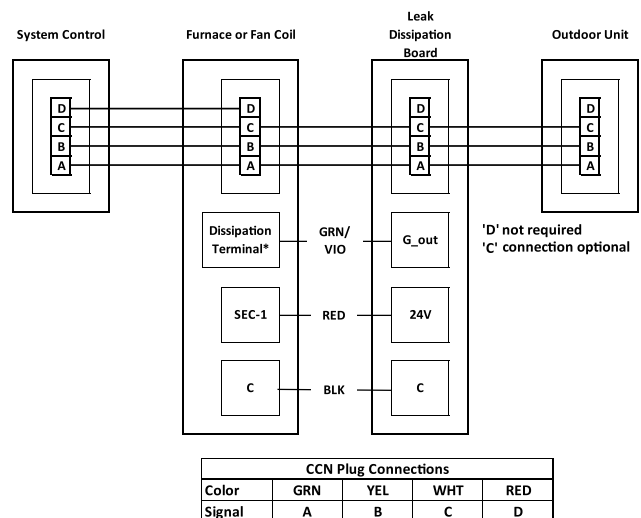 Leak
System Control Furnace or Fan Coil Dissipation Outdoor Unit
Board
D D D D
C C C C
B B B B
A A A A
Dissipation
Terminal*
GRN/
VIO
G_out
'D' not required
'C' connection optional
SEC-1 RED 24V
C BLK C
CCN Plug Connections
Color GRN YEL WHT RED
Signal A B C D